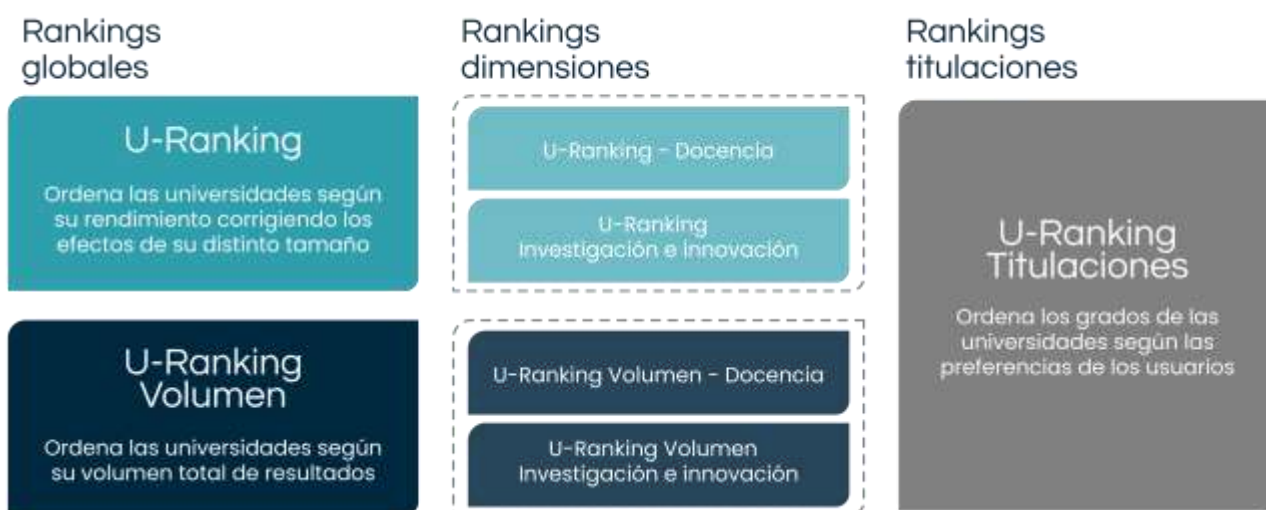 Rankings
globales
U-Ranking
Ordena las universidades según
su rendimiento corrigiendo los
efectos de su distinto tamaño
U-Ranking
Volumen
Ordena las universidades según
su volumen total de resultados
Rankings
dimensiones
U-Ranking - Docencia
U-Ranking
Investigación e innovación
U-Ranking Volumen - Docencia
U-Ranking Volumen
Investigación e innovación
Rankings
titulaciones
U-Ranking
Titulaciones
Ordena los grados de las
universidades según las
preferencias de los usuarios